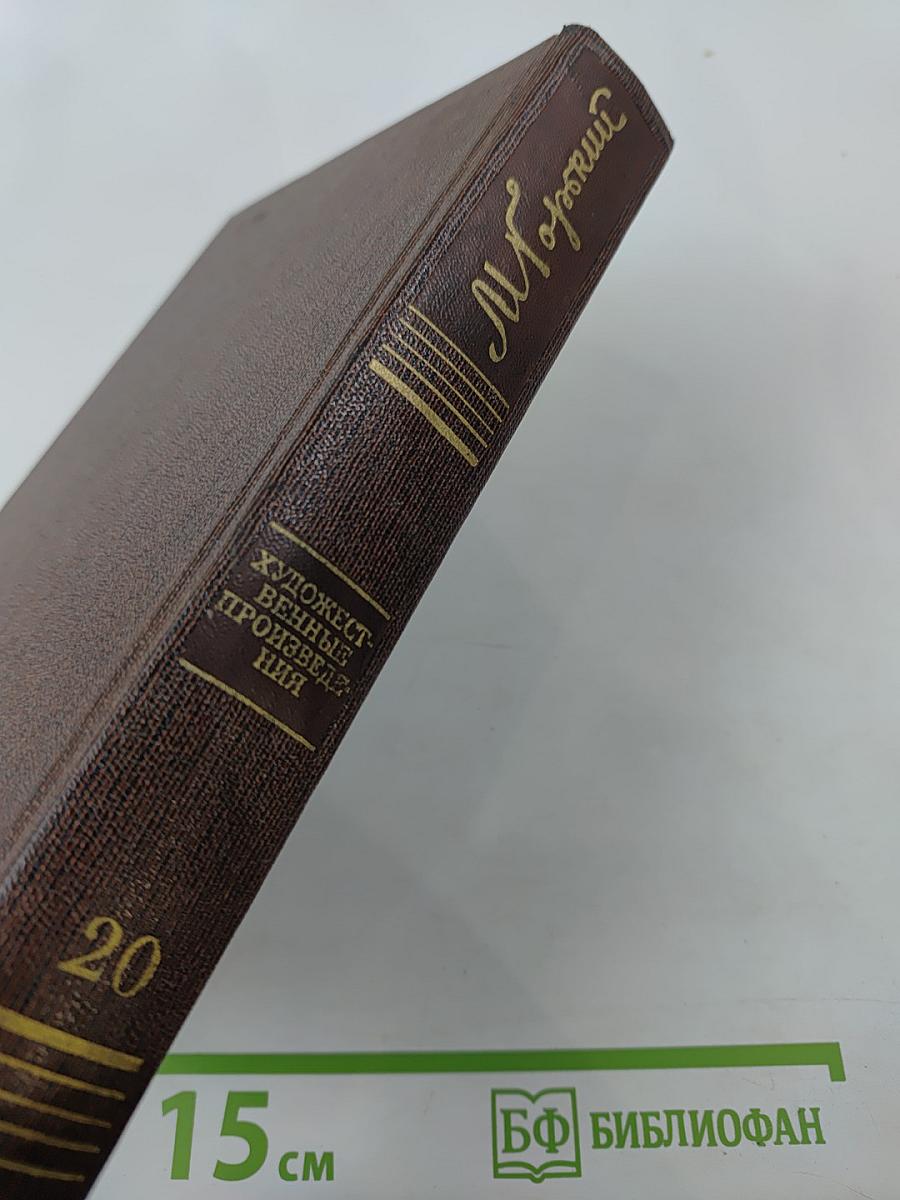 М Горький
ХУДОЖЕСТ-
ВЕННЫЕ
ПРОИЗВЕДЕ-
НИЯ
20
15 см
БФ БИБЛИОФАН